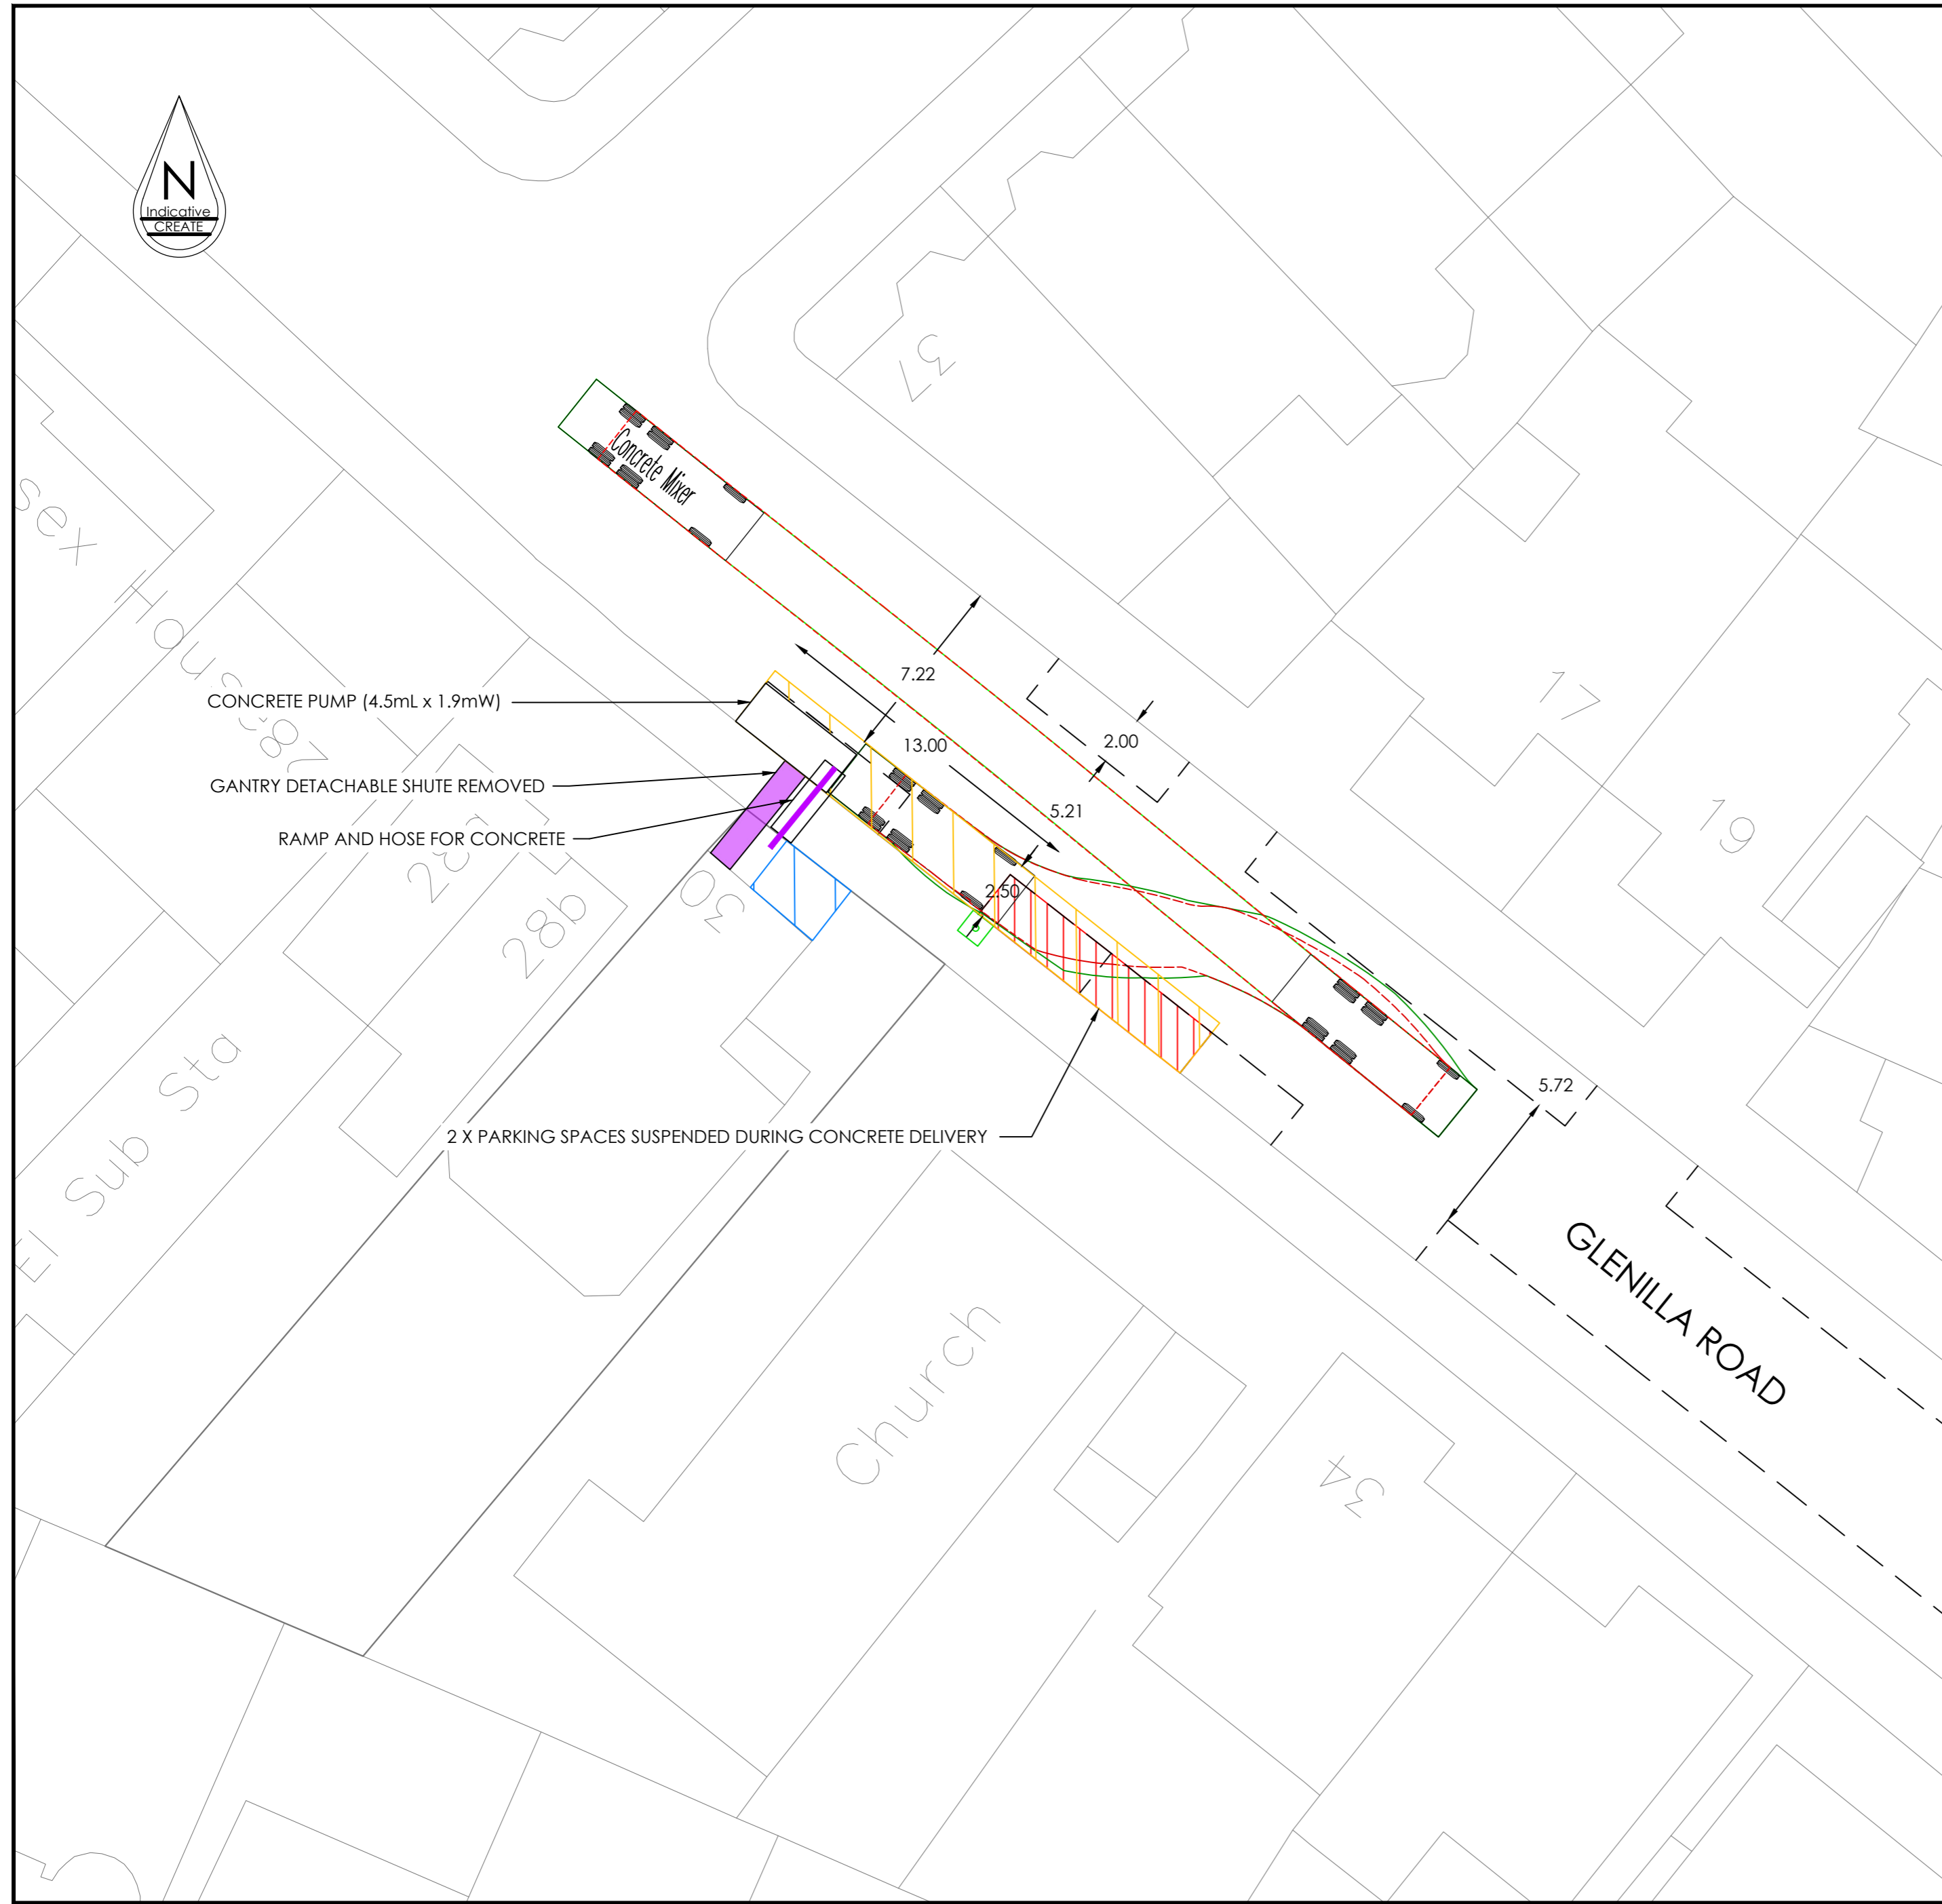 N
Indicative
CREATE
37
Concrete Mixer
7.22
CONCRETE PUMP (4.5mL x 1.9mW)
13.00
2.00
17
GANTRY DETACHABLE SHUTE REMOVED
5.21
19
RAMP AND HOSE FOR CONCRETE
2.50
30
28b
El Sub Sta
5.72
2 X PARKING SPACES SUSPENDED DURING CONCRETE DELIVERY
GLENILLA ROAD
Church
34